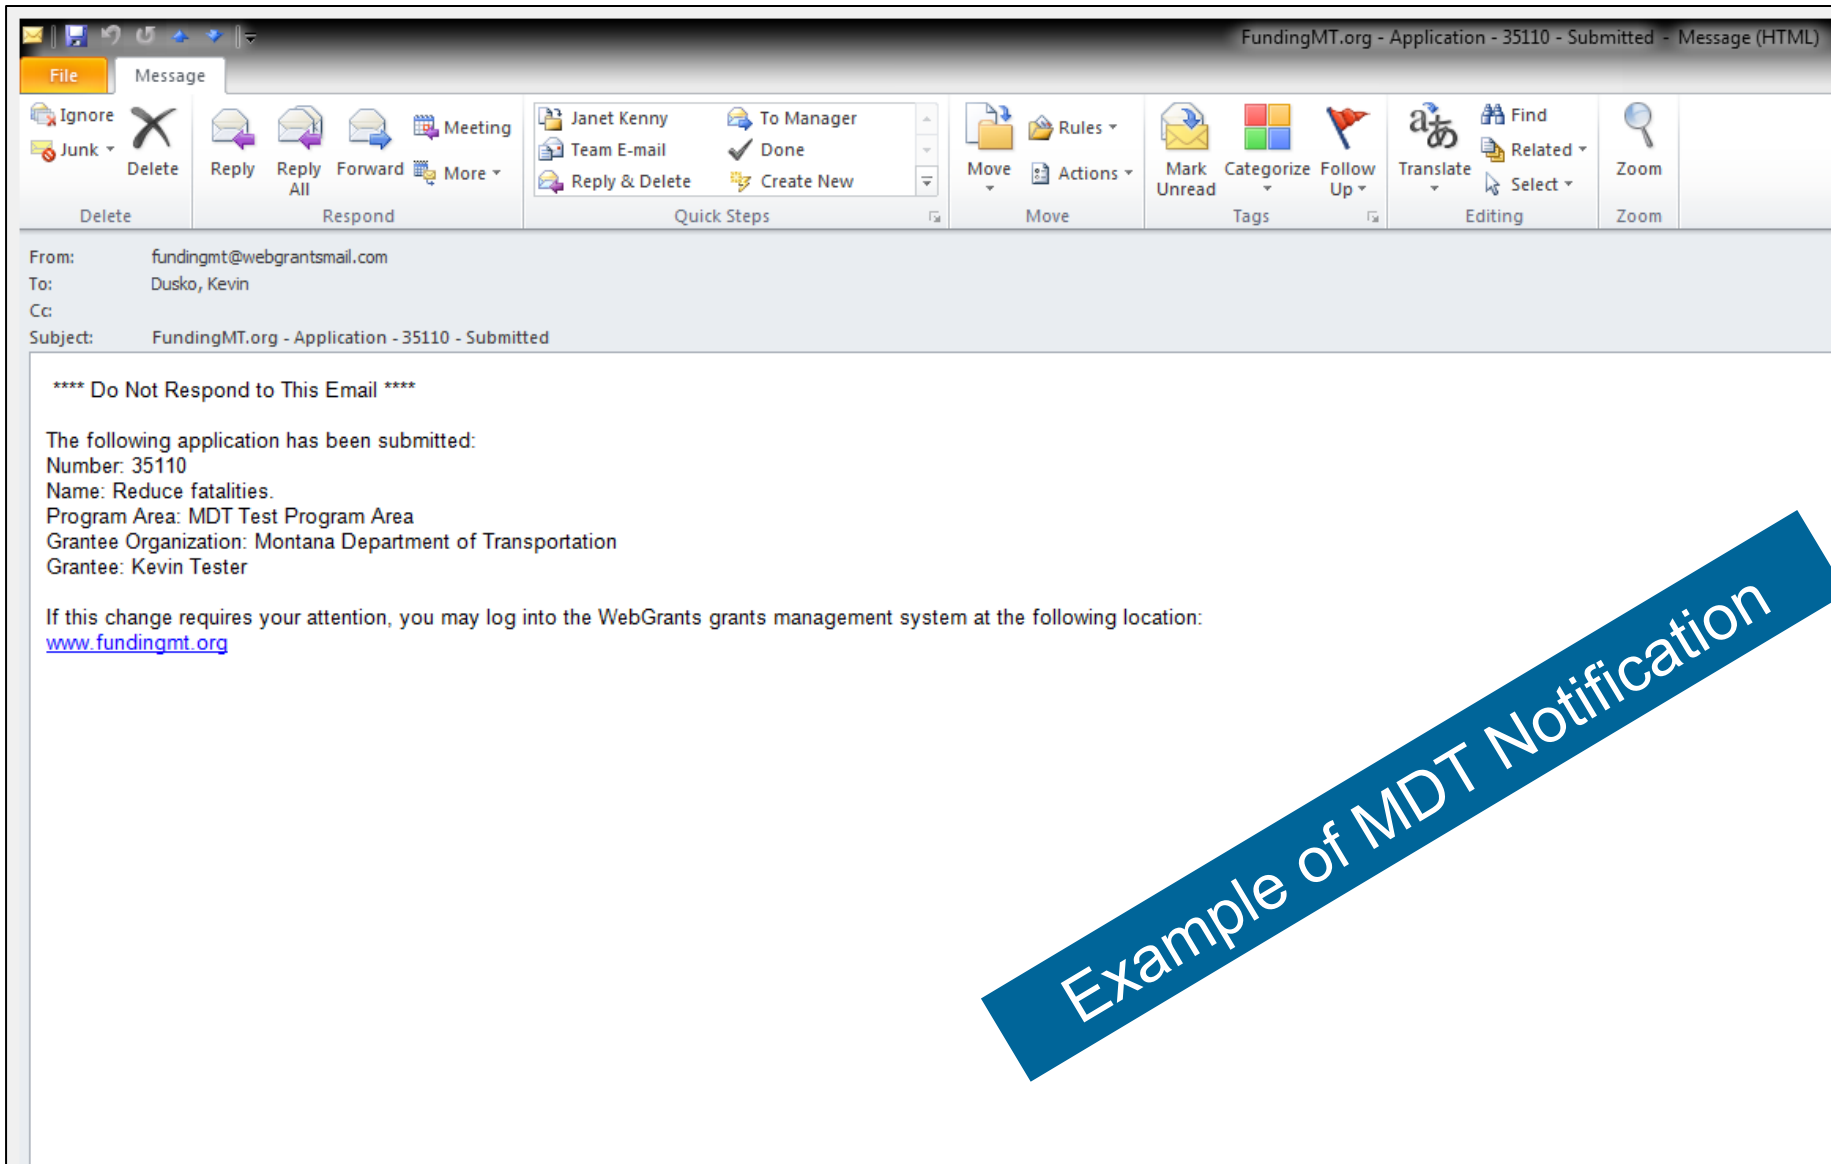 FundingMT.org - Application - 35110 - Submitted - Message (HTML)
File Message
Ignore
Junk
Delete
Delete
Reply
Reply All
Forward
Meeting
More
Respond
Janet Kenny
To Manager
Team E-mail
Done
Reply & Delete
Create New
Quick Steps
Move
Rules
Actions
Move
Mark Unread
Categorize
Follow Up
Tags
Translate
Find
Related
Select
Editing
Zoom
Zoom
From: fundingmt@webgrantsmail.com
To: Dusko, Kevin
Cc:
Subject: FundingMT.org - Application - 35110 - Submitted
**** Do Not Respond to This Email ****
The following application has been submitted:
Number: 35110
Name: Reduce fatalities.
Program Area: MDT Test Program Area
Grantee Organization: Montana Department of Transportation
Grantee: Kevin Tester
If this change requires your attention, you may log into the WebGrants grants management system at the following location:
www.fundingmt.org
Example of MDT Notification